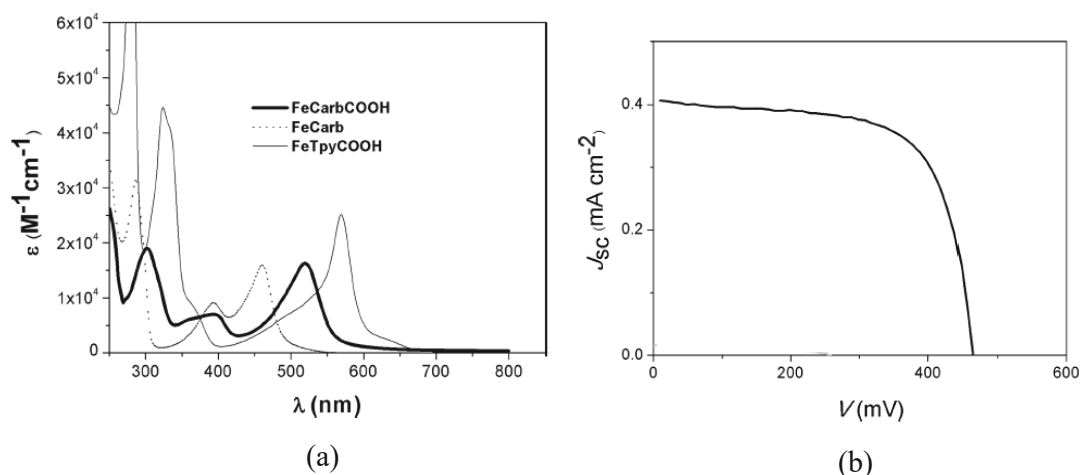 6x10⁴
5x10⁴
4x10⁴
3x10⁴
2x10⁴
1x10⁴
0
ε (M⁻¹cm⁻¹)
FeCarbCOOH
FeCarb
FeTpyCOOH
300 400 500 600 700 800
λ (nm)
(a)
0.4
0.2
0.0
J_SC (mA cm⁻²)
0 200 400 600
V (mV)
(b)